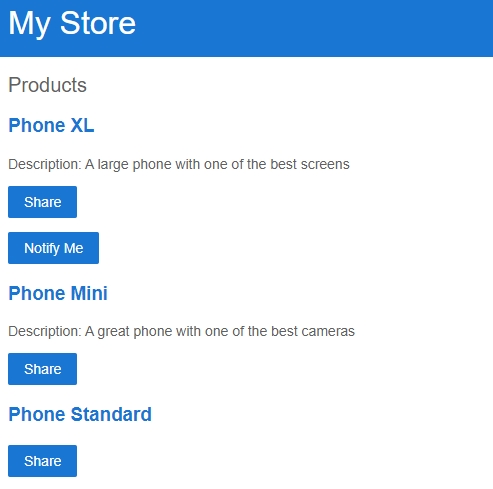 My Store
Products
Phone XL
Description: A large phone with one of the best screens
Share
Notify Me
Phone Mini
Description: A great phone with one of the best cameras
Share
Phone Standard
Share